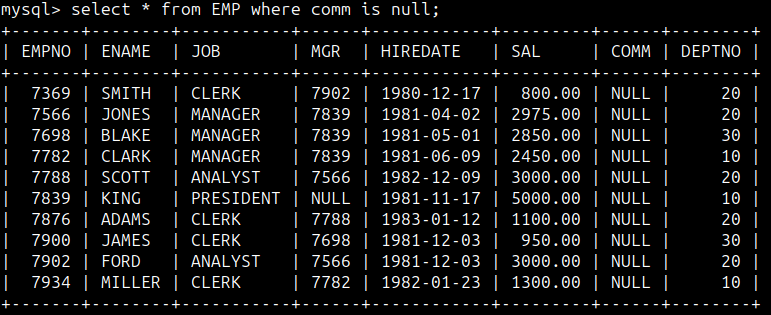 mysql> select * from EMP where comm is null;
+-------+--------+-----------+------+------------+---------+------+--------+
| EMPNO | ENAME  | JOB       | MGR  | HIREDATE   | SAL     | COMM | DEPTNO |
+-------+--------+-----------+------+------------+---------+------+--------+
|  7369 | SMITH  | CLERK     | 7902 | 1980-12-17 |  800.00 | NULL |     20 |
|  7566 | JONES  | MANAGER   | 7839 | 1981-04-02 | 2975.00 | NULL |     20 |
|  7698 | BLAKE  | MANAGER   | 7839 | 1981-05-01 | 2850.00 | NULL |     30 |
|  7782 | CLARK  | MANAGER   | 7839 | 1981-06-09 | 2450.00 | NULL |     10 |
|  7788 | SCOTT  | ANALYST   | 7566 | 1982-12-09 | 3000.00 | NULL |     20 |
|  7839 | KING   | PRESIDENT | NULL | 1981-11-17 | 5000.00 | NULL |     10 |
|  7876 | ADAMS  | CLERK     | 7788 | 1983-01-12 | 1100.00 | NULL |     20 |
|  7900 | JAMES  | CLERK     | 7698 | 1981-12-03 |  950.00 | NULL |     30 |
|  7902 | FORD   | ANALYST   | 7566 | 1981-12-03 | 3000.00 | NULL |     20 |
|  7934 | MILLER | CLERK     | 7782 | 1982-01-23 | 1300.00 | NULL |     10 |
+-------+--------+-----------+------+------------+---------+------+--------+